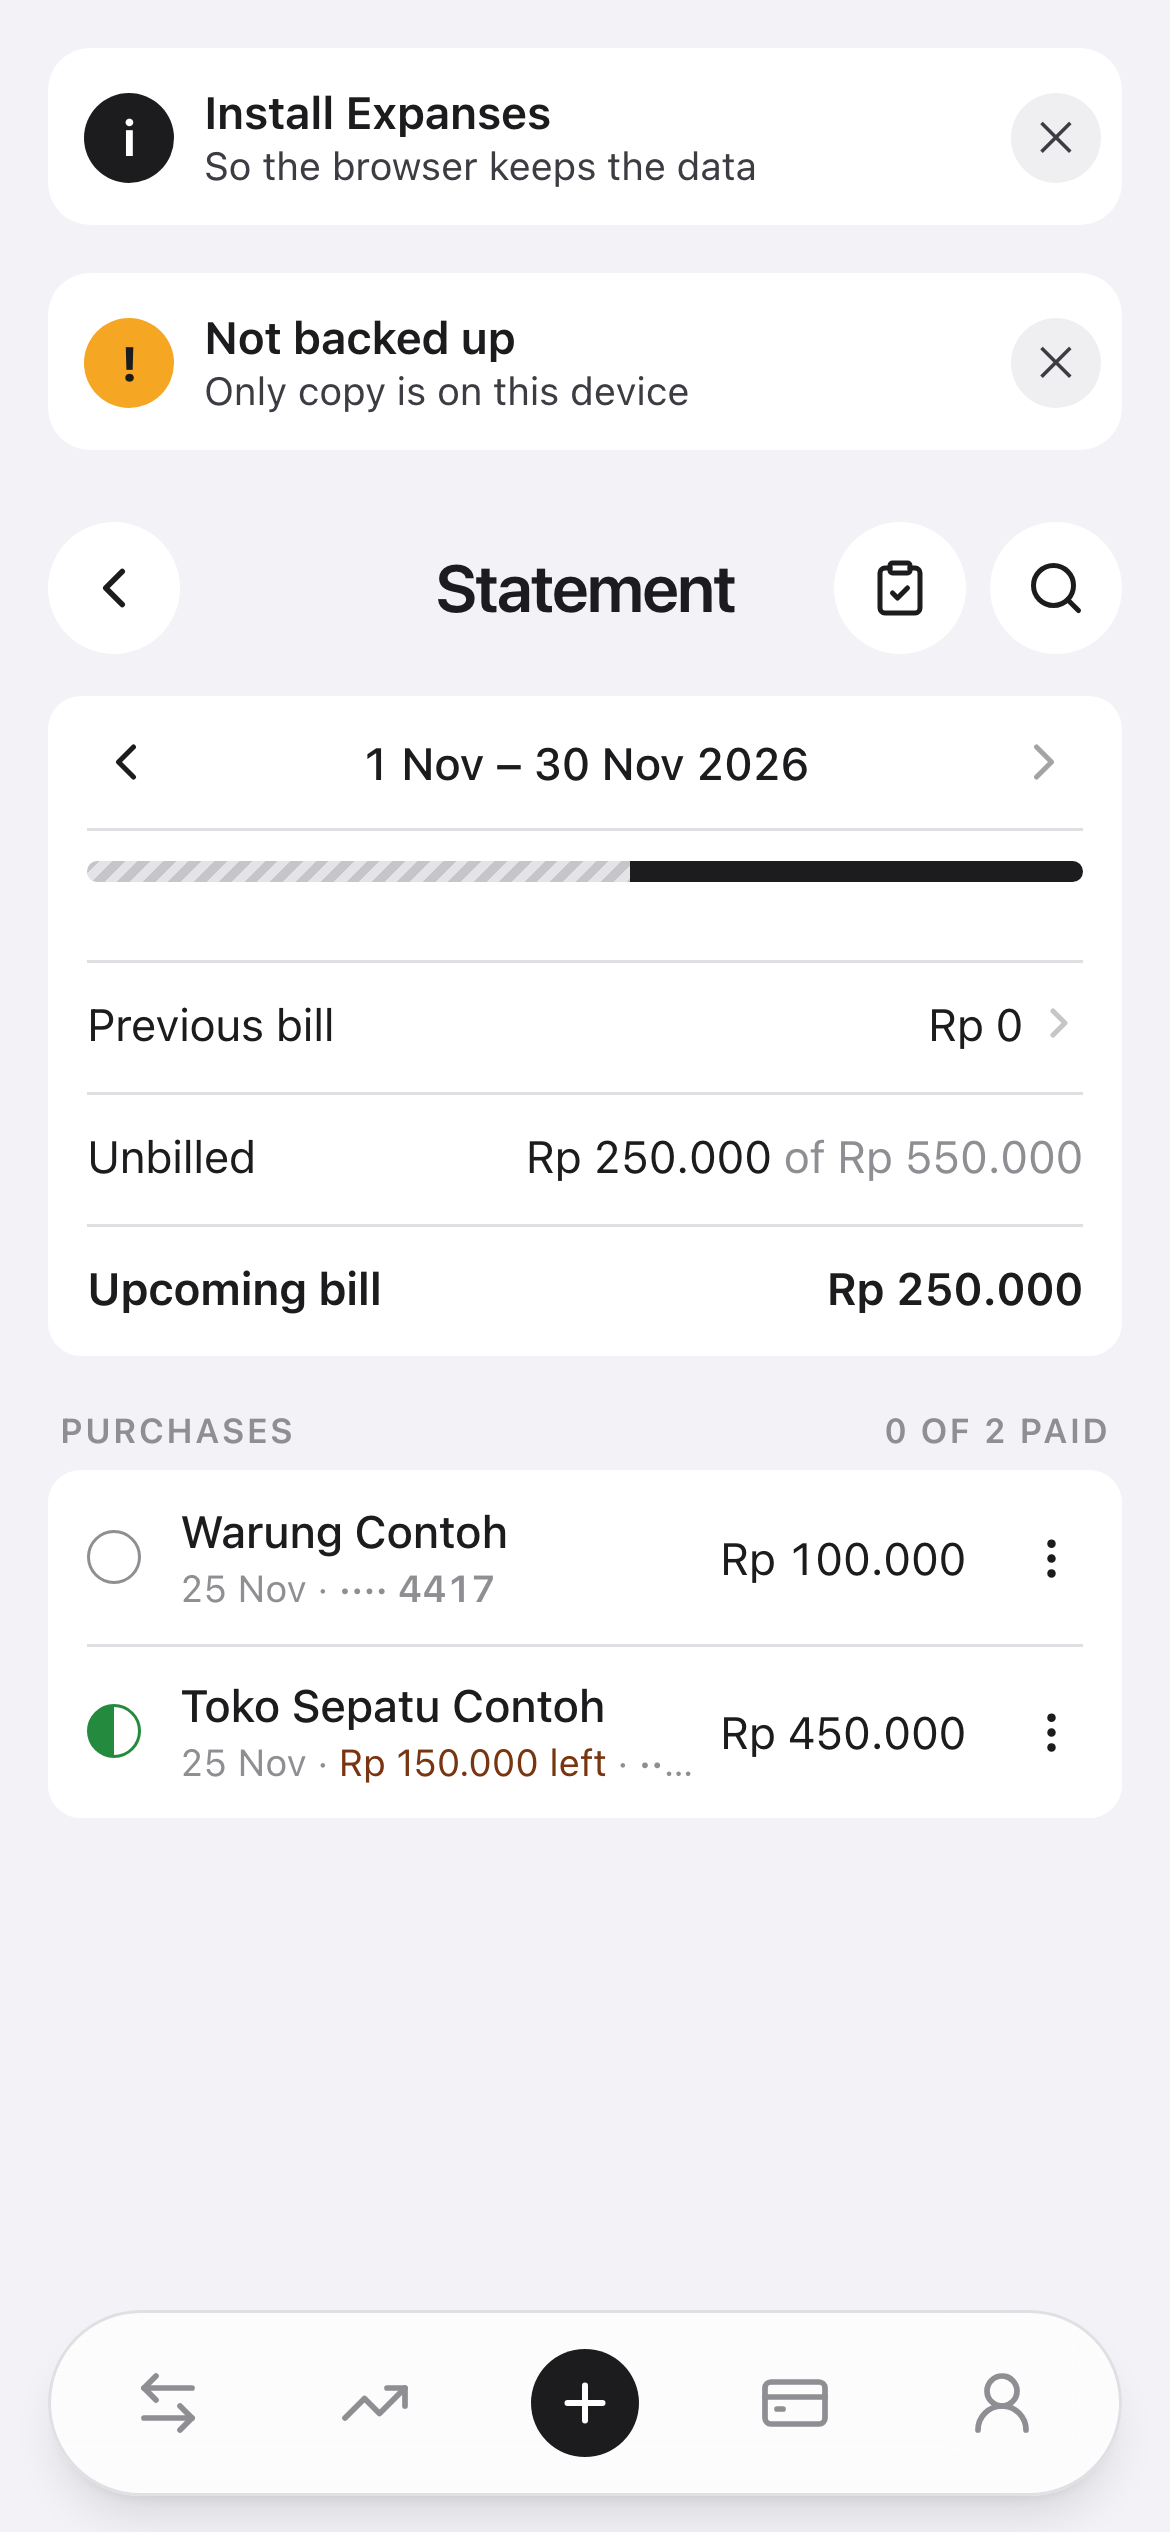 Install Expanses
So the browser keeps the data
Not backed up
Only copy is on this device
Statement
1 Nov – 30 Nov 2026
Previous bill Rp 0
Unbilled Rp 250.000 of Rp 550.000
Upcoming bill Rp 250.000
PURCHASES 0 OF 2 PAID
Warung Contoh Rp 100.000
25 Nov · •••• 4417
Toko Sepatu Contoh Rp 450.000
25 Nov · Rp 150.000 left · ••...